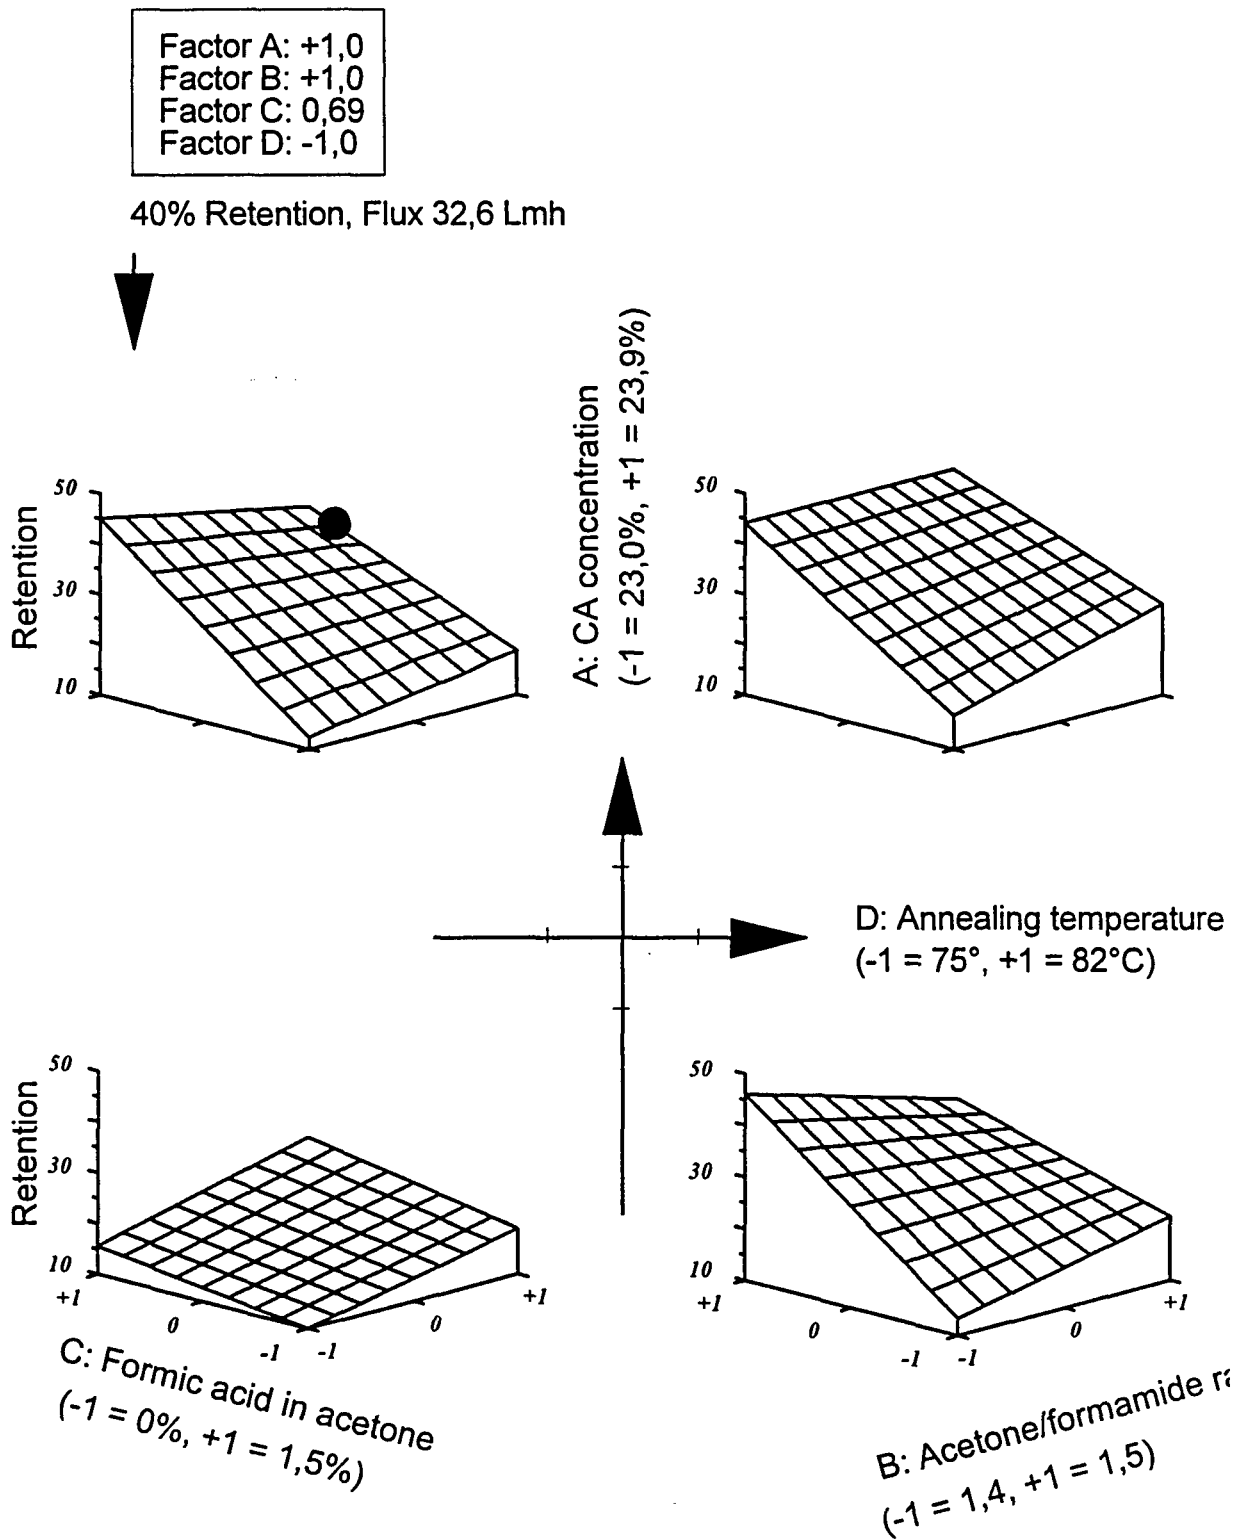 Factor A: +1,0
Factor B: +1,0
Factor C: 0,69
Factor D: -1,0
40% Retention, Flux 32,6 Lmh
A: CA concentration
(-1 = 23,0%, +1 = 23,9%)
50
30
10
Retention
50
30
10
D: Annealing temperature
(-1 = 75°, +1 = 82°C)
50
30
10
Retention
+1
0
-1
-1
0
+1
C: Formic acid in acetone
(-1 = 0%, +1 = 1,5%)
50
30
10
+1
0
-1
-1
0
+1
B: Acetone/formamide
(-1 = 1,4, +1 = 1,5)